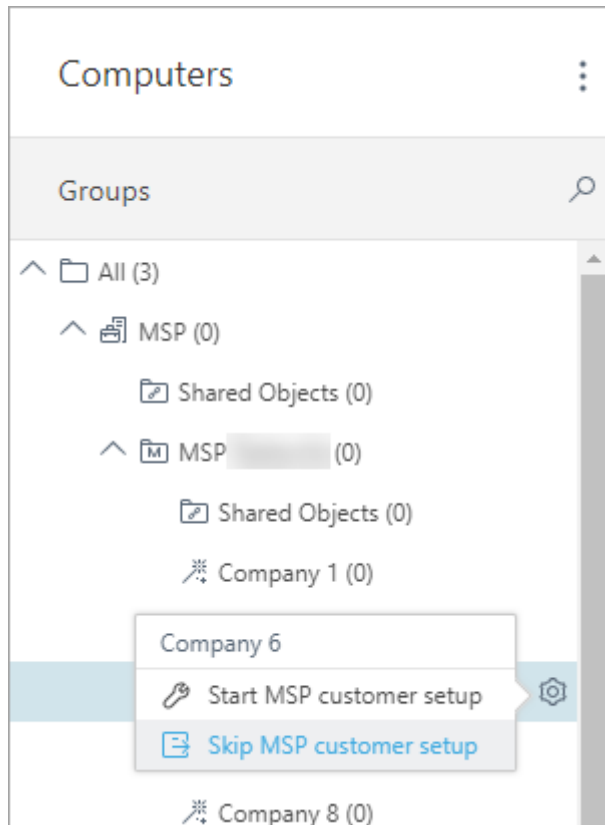 Computers
Groups
All (3)
MSP (0)
Shared Objects (0)
MSP (0)
Shared Objects (0)
Company 1 (0)
Company 6
Start MSP customer setup
Skip MSP customer setup
Company 8 (0)